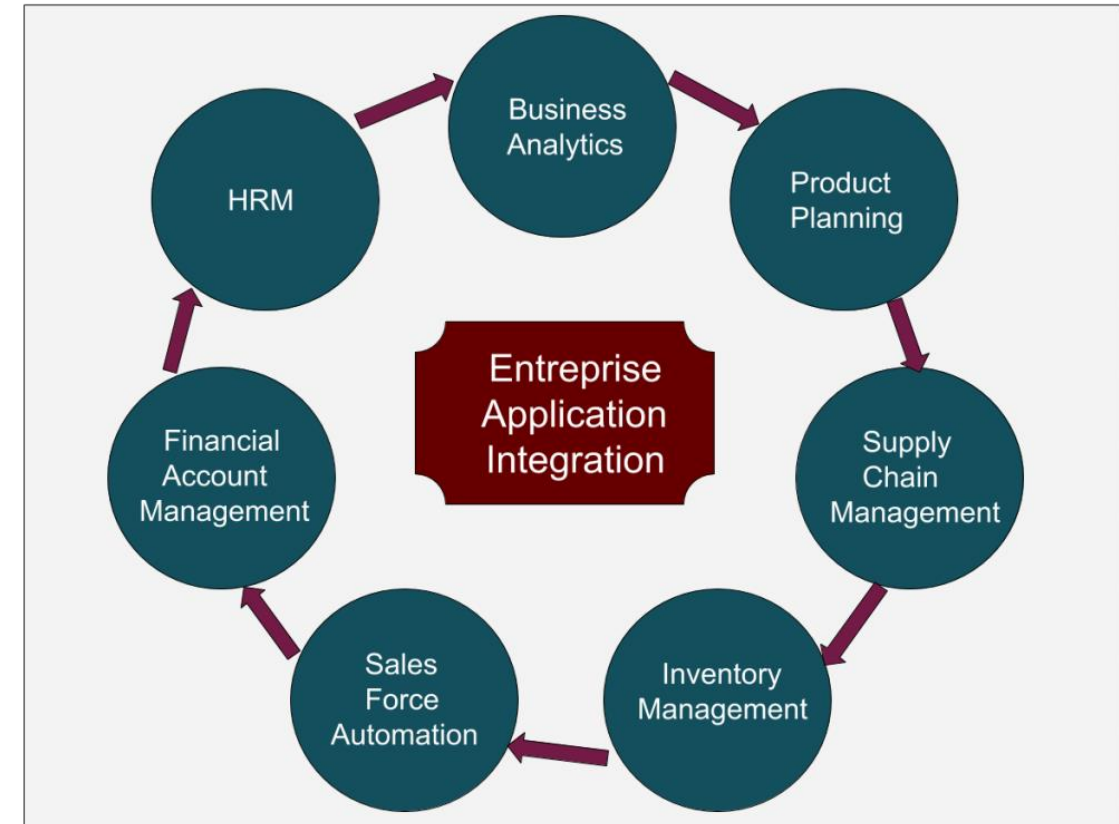 Business
Analytics
Product
Planning
Supply
Chain
Management
Inventory
Management
Sales
Force
Automation
Financial
Account
Management
HRM
Entreprise
Application
Integration